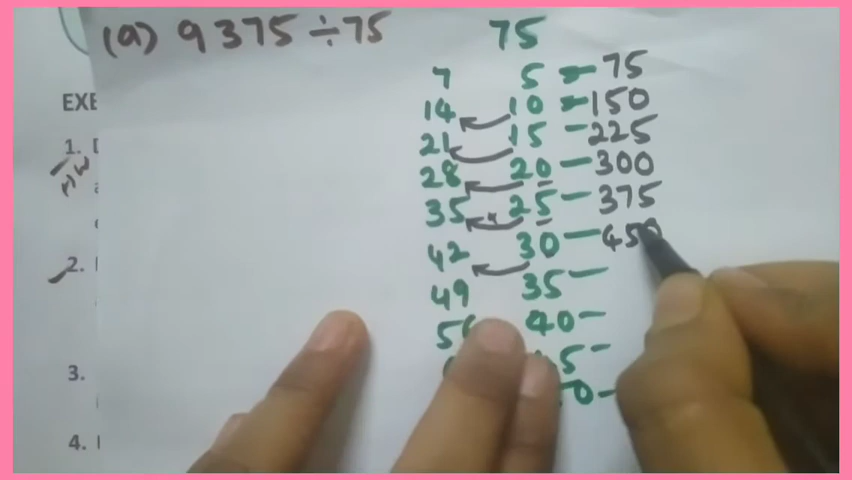 (a) 9375 ÷ 75 75
7 5 — 75
14 10 — 150
21 15 — 225
28 20 — 300
35 25 — 375
42 30 — 450
49 35 —
40 —
EXE
1.
2.
3.
4.